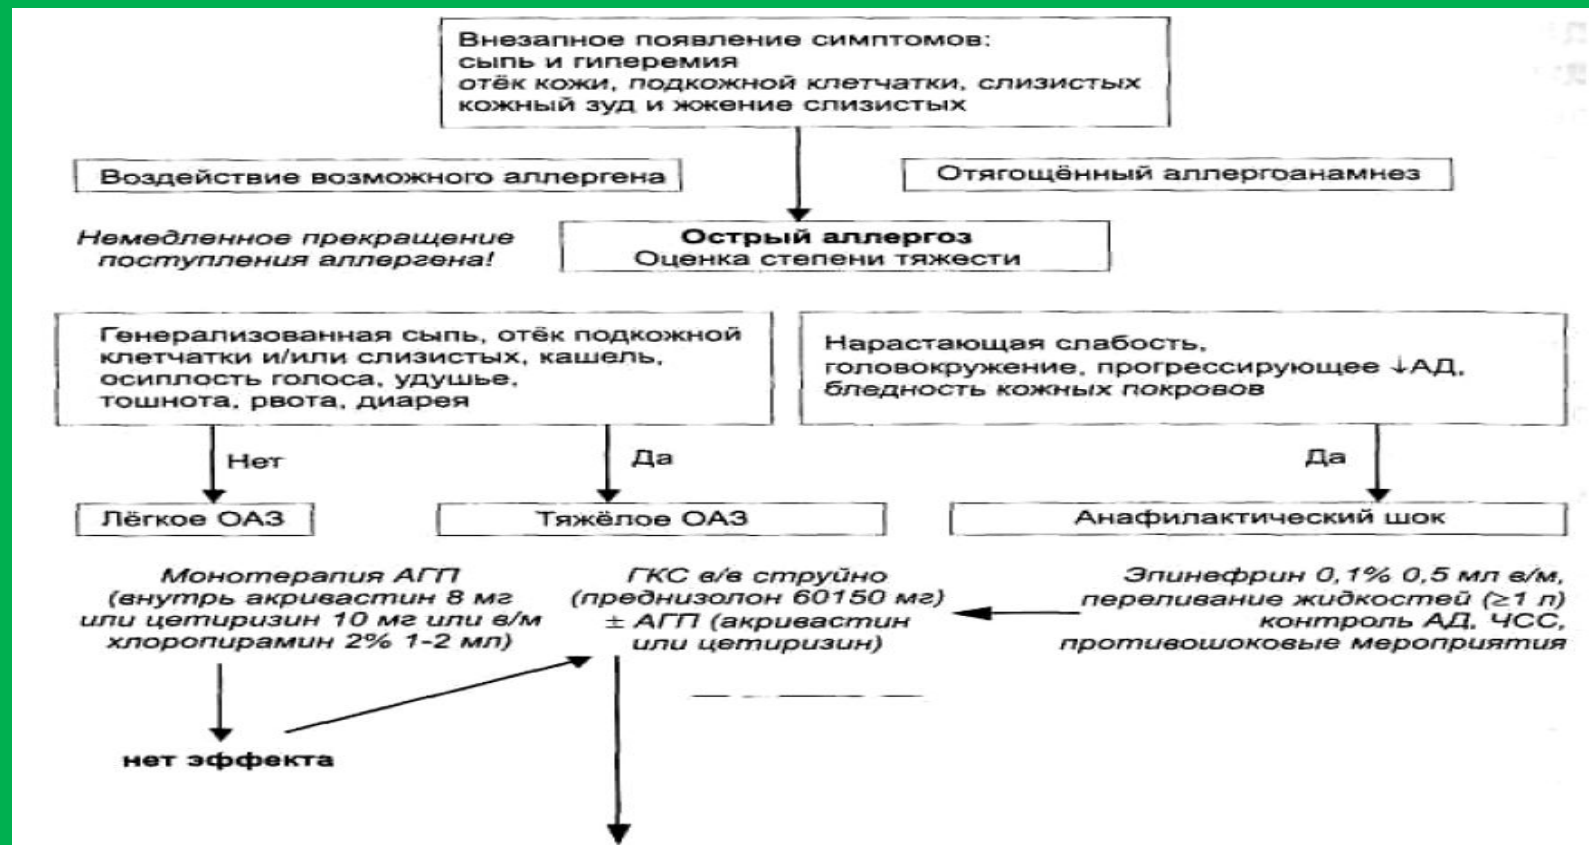 Внезапное появление симптомов:
сыпь и гиперемия
отёк кожи, подкожной клетчатки, слизистых
кожный зуд и жжение слизистых
Воздействие возможного аллергена
Отягощённый аллергоанамнез
Немедленное прекращение
поступления аллергена!
Острый аллергоз
Оценка степени тяжести
Генерализованная сыпь, отёк подкожной
клетчатки и/или слизистых, кашель,
осиплость голоса, удушье,
тошнота, рвота, диарея
Нарастающая слабость,
головокружение, прогрессирующее ↓АД,
бледность кожных покровов
Нет
Да
Да
Лёгкое ОАЗ
Тяжёлое ОАЗ
Анафилактический шок
Монотерапия АГП
(внутрь акривастин 8 мг
или цетиризин 10 мг или в/м
хлоропирамин 2% 1-2 мл)
ГКС в/в струйно
(преднизолон 60150 мг)
± АГП (акривастин
или цетиризин)
Эпинефрин 0,1% 0,5 мл в/м,
переливание жидкостей (≥1 л)
контроль АД, ЧСС,
противошоковые мероприятия
нет эффекта